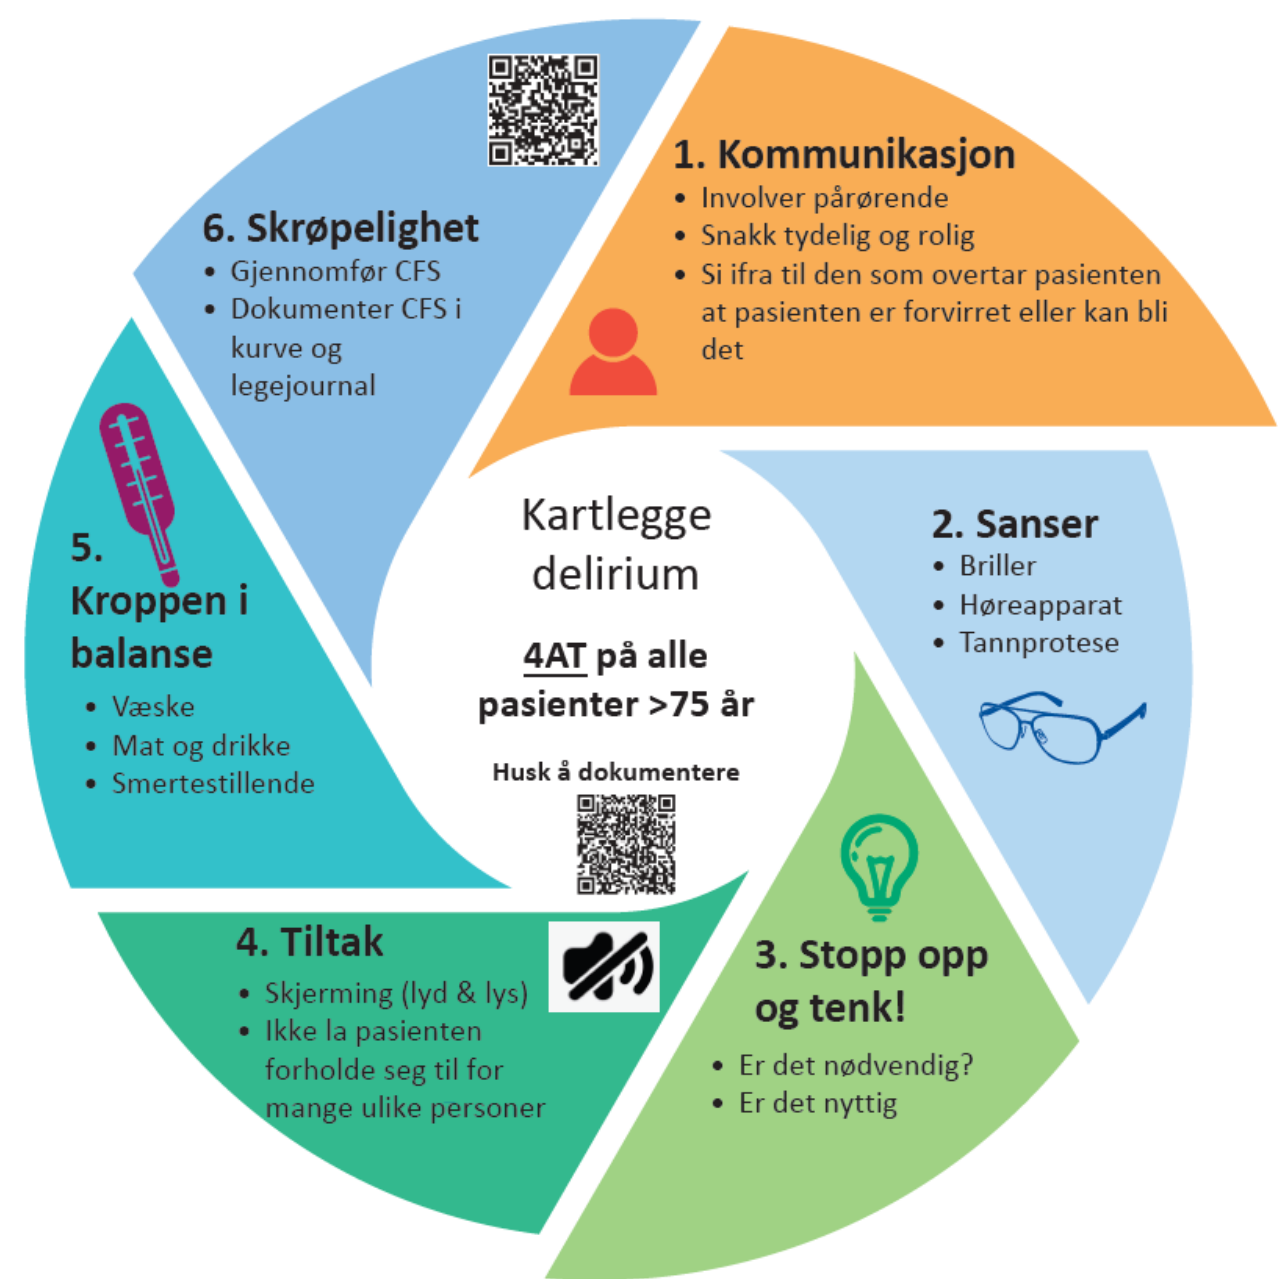 Kartlegge
delirium
4AT på alle
pasienter >75 år
Husk å dokumentere
1. Kommunikasjon
• Involver pårørende
• Snakk tydelig og rolig
• Si ifra til den som overtar pasienten
at pasienten er forvirret eller kan bli
det
2. Sanser
• Briller
• Høreapparat
• Tannprotese
3. Stopp opp
og tenk!
• Er det nødvendig?
• Er det nyttig
4. Tiltak
• Skjerming (lyd & lys)
• Ikke la pasienten
forholde seg til for
mange ulike personer
5.
Kroppen i
balanse
• Væske
• Mat og drikke
• Smertestillende
6. Skrøpelighet
• Gjennomfør CFS
• Dokumenter CFS i
kurve og
legejournal